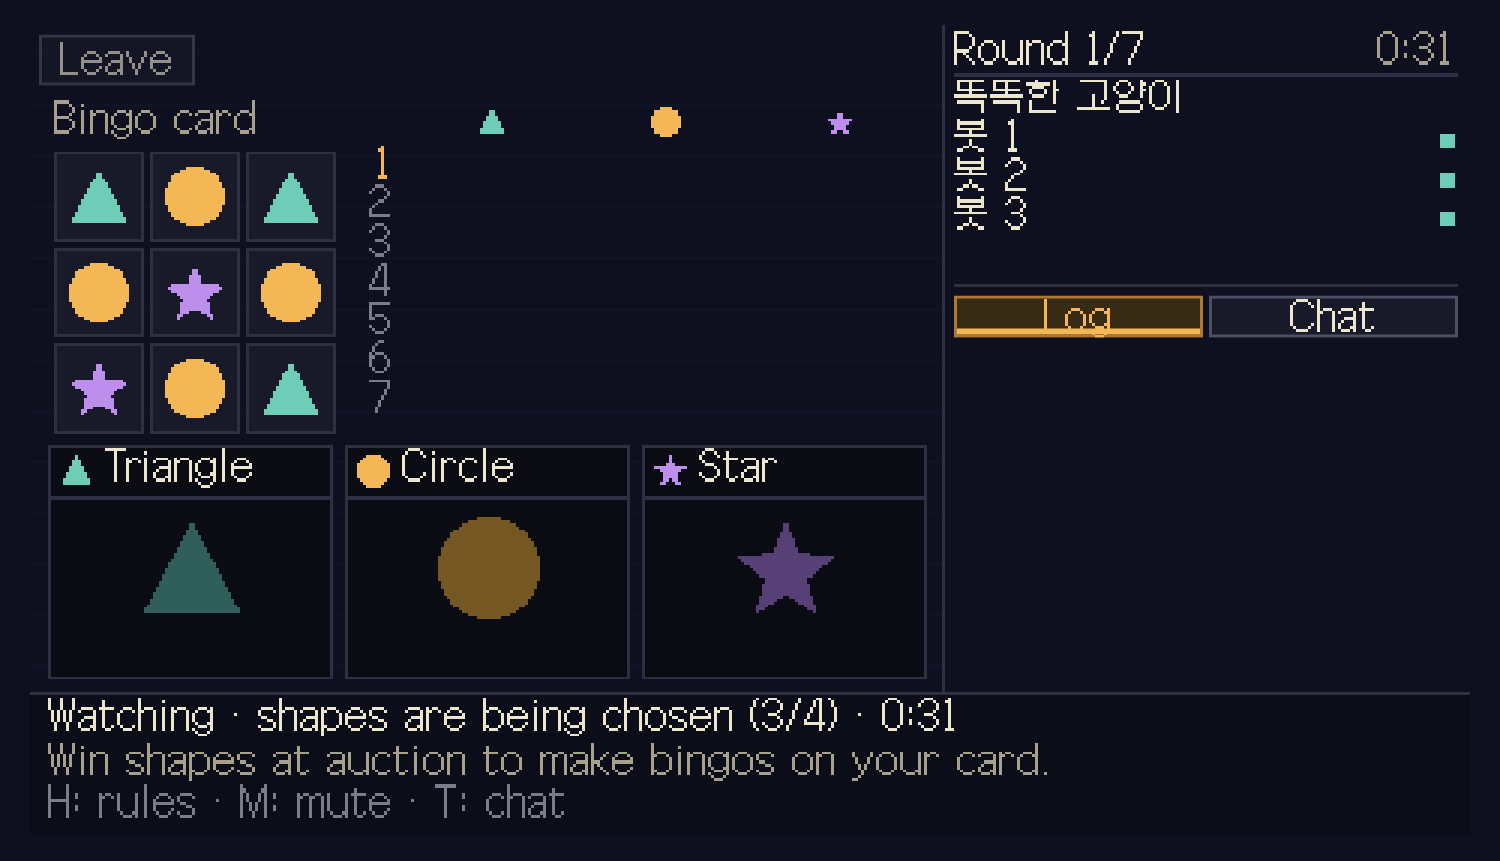 Leave
Bingo card
1
2
3
4
5
6
7
Triangle
Circle
Star
Round 1/7 0:31
똑똑한 고양이
봇 1
봇 2
봇 3
Log Chat
Watching · shapes are being chosen (3/4) · 0:31
Win shapes at auction to make bingos on your card.
H: rules · M: mute · T: chat